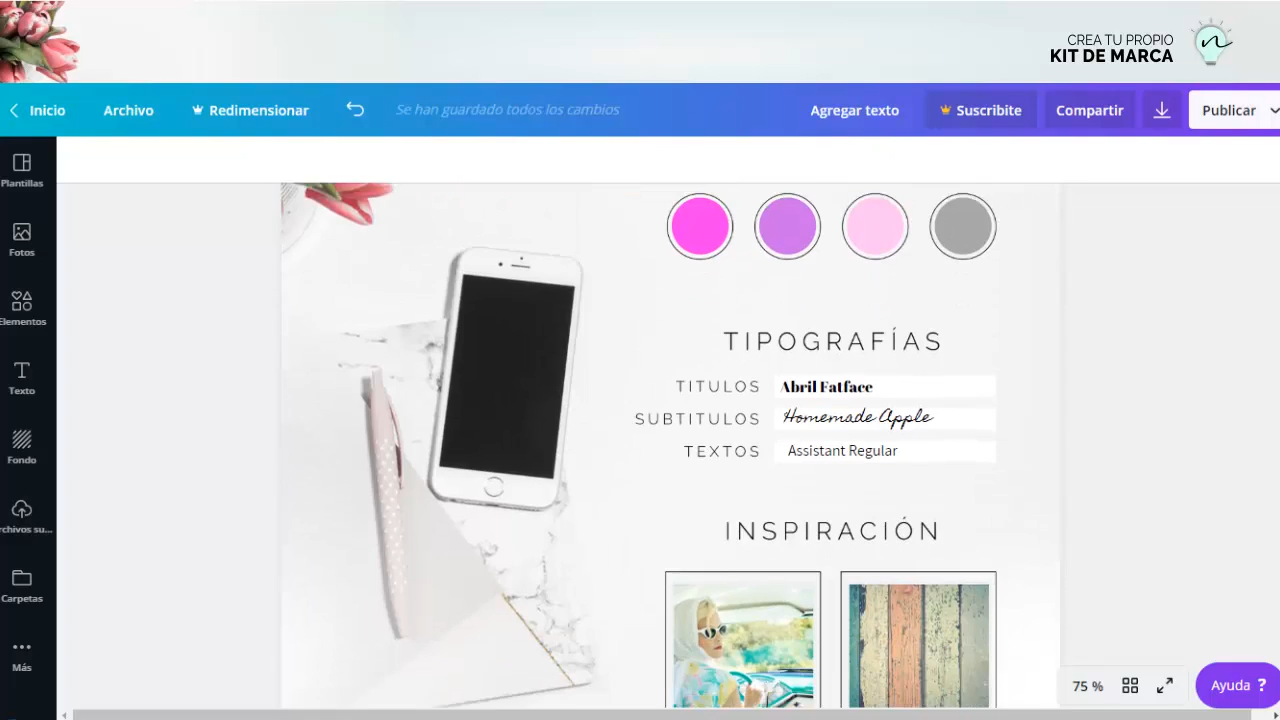 CREA TU PROPIO
KIT DE MARCA
Inicio
Archivo
Redimensionar
Se han guardado todos los cambios
Agregar texto
Suscribite
Compartir
Publicar
Plantillas
Fotos
Elementos
Texto
Fondo
rchivos su...
Carpetas
Más
TIPOGRAFÍAS
TITULOS Abril Fatface
SUBTITULOS Homemade Apple
TEXTOS Assistant Regular
INSPIRACIÓN
75 %
Ayuda ?